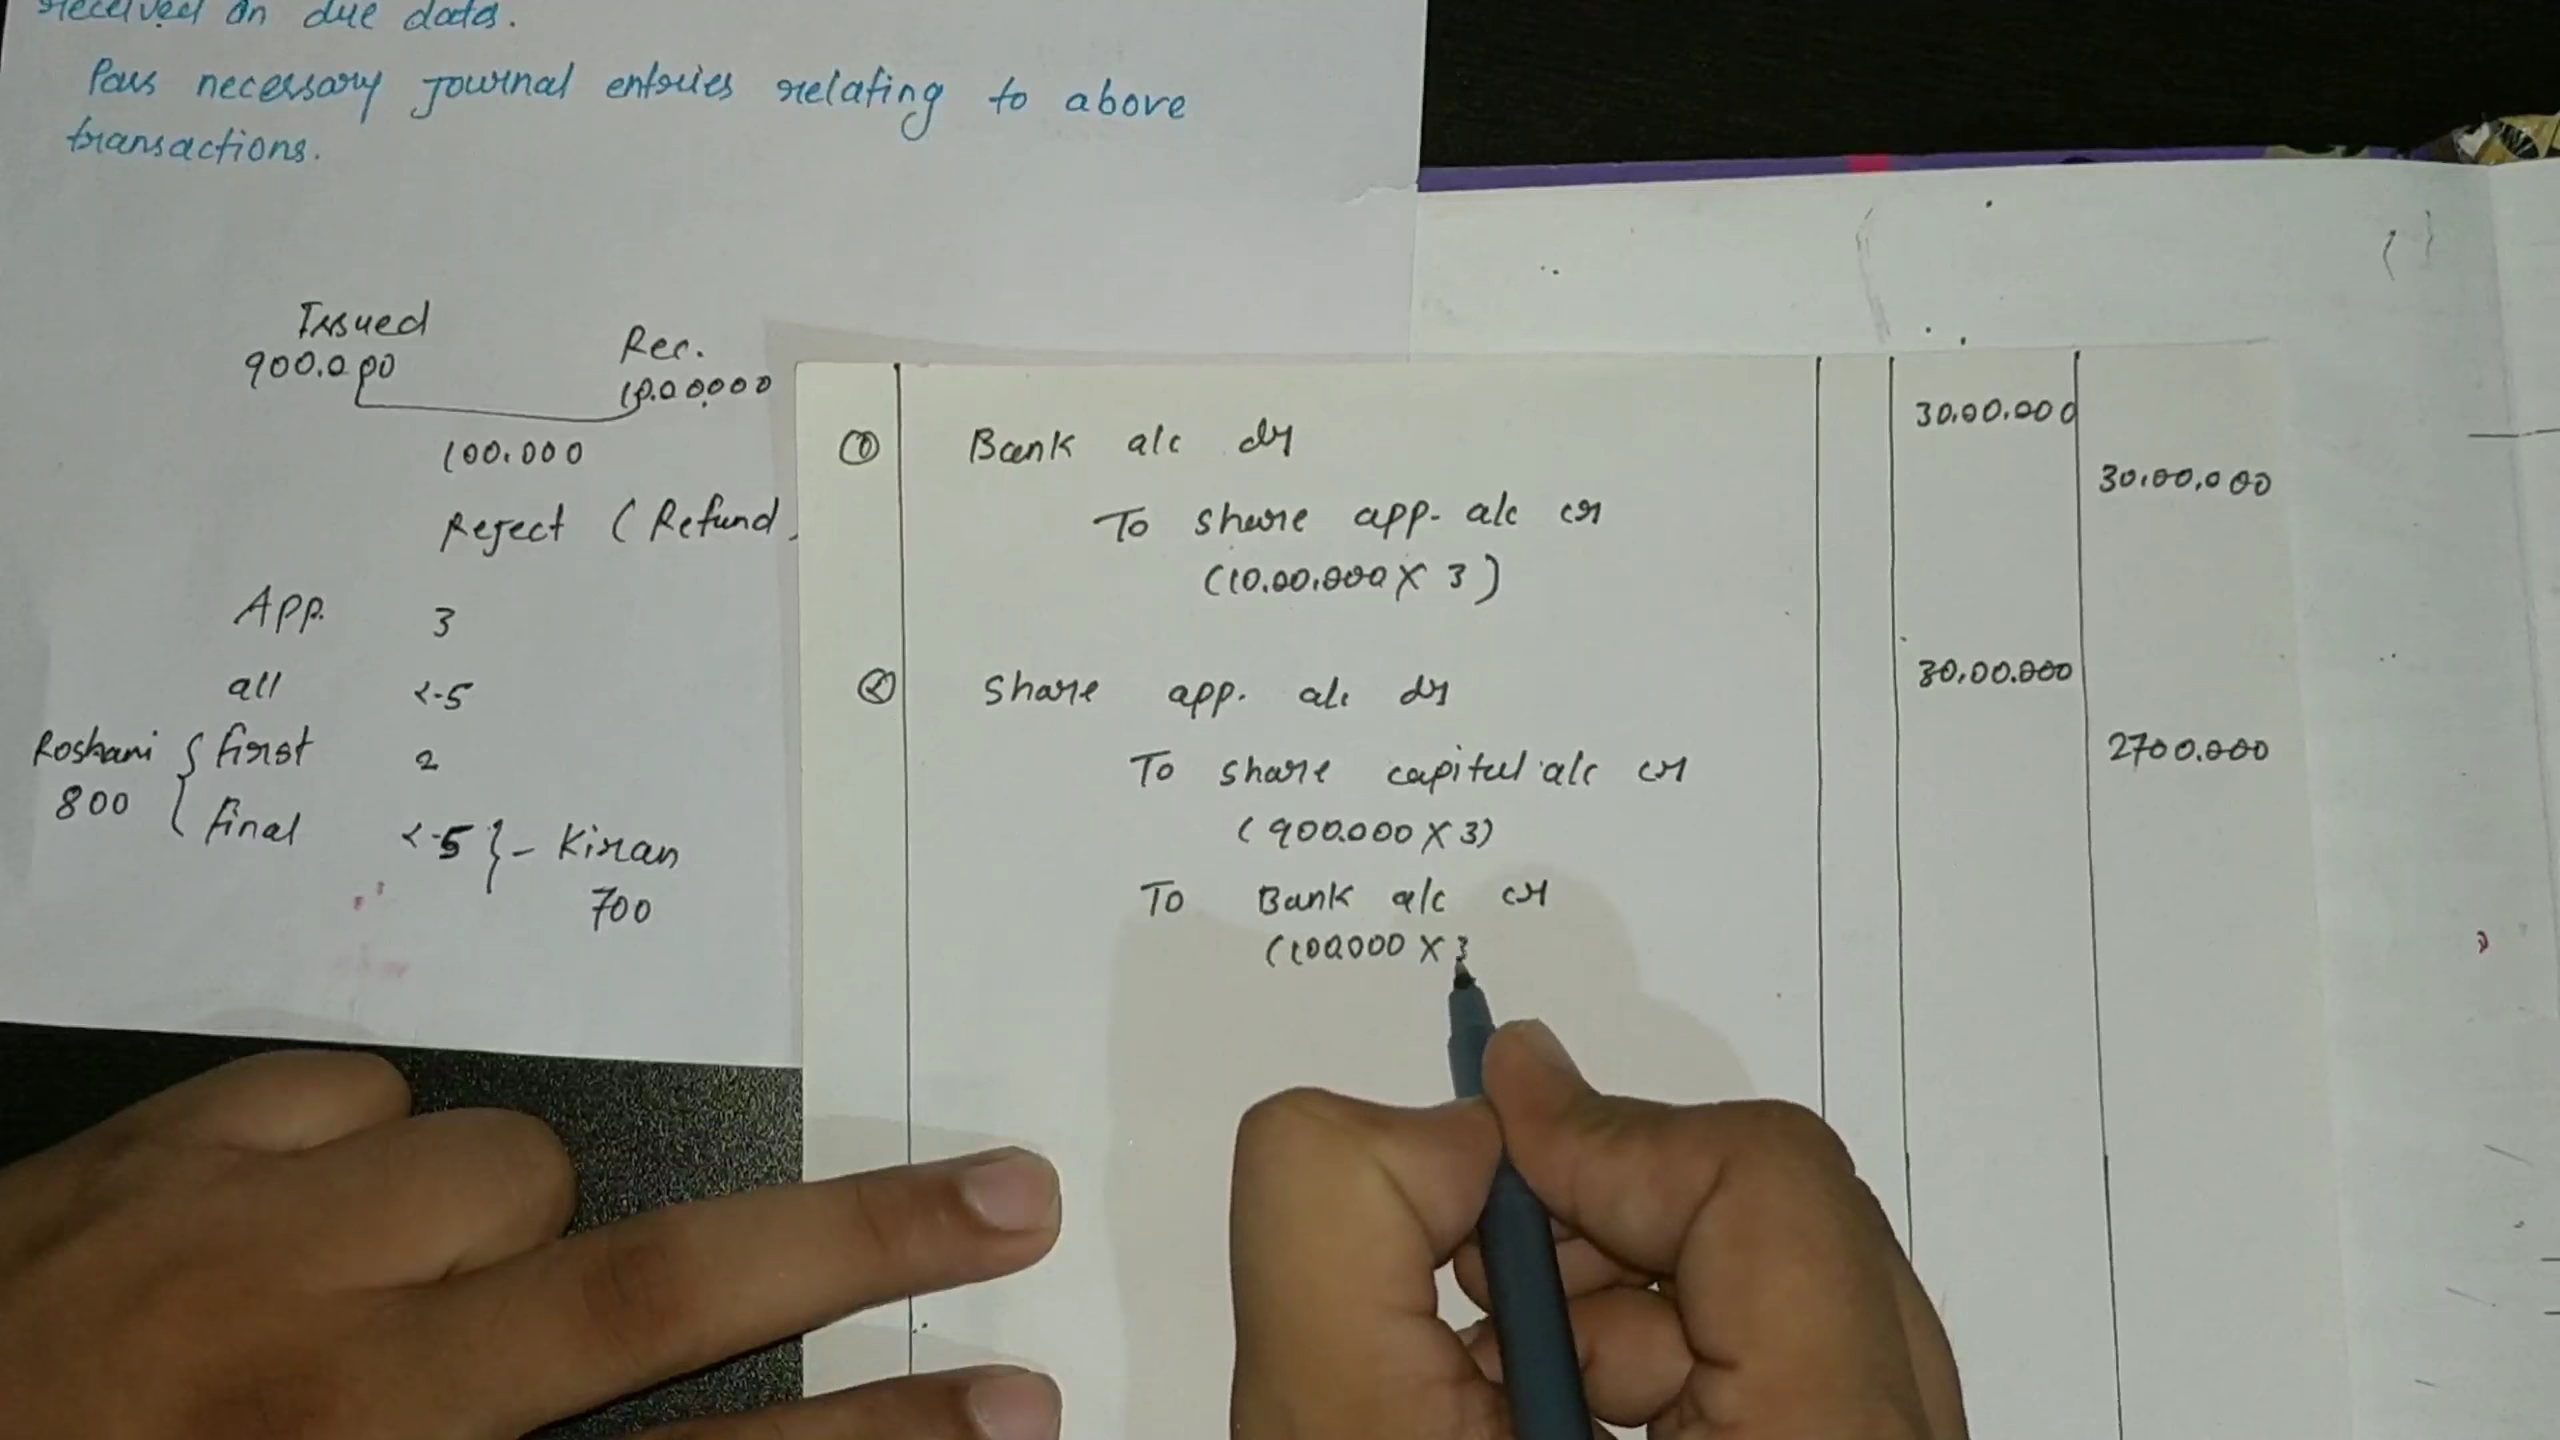 received on due dates.
Pass necessary Journal entries relating to above
transactions.
Issued
900.000
Rec.
10.00.000
100.000
Reject (Refund)
App. 3
all 2.5
Roshani
800
first 2
final 2.5
- Kiran
700
① Bank a/c dr 30,00,000
To share app. a/c cr 30,00,000
(10.00.000 X 3)
② Share app. a/c dr 30,00,000
To share capital a/c cr 2700.000
(900.000 X 3)
To Bank a/c cr
(100000 X 3